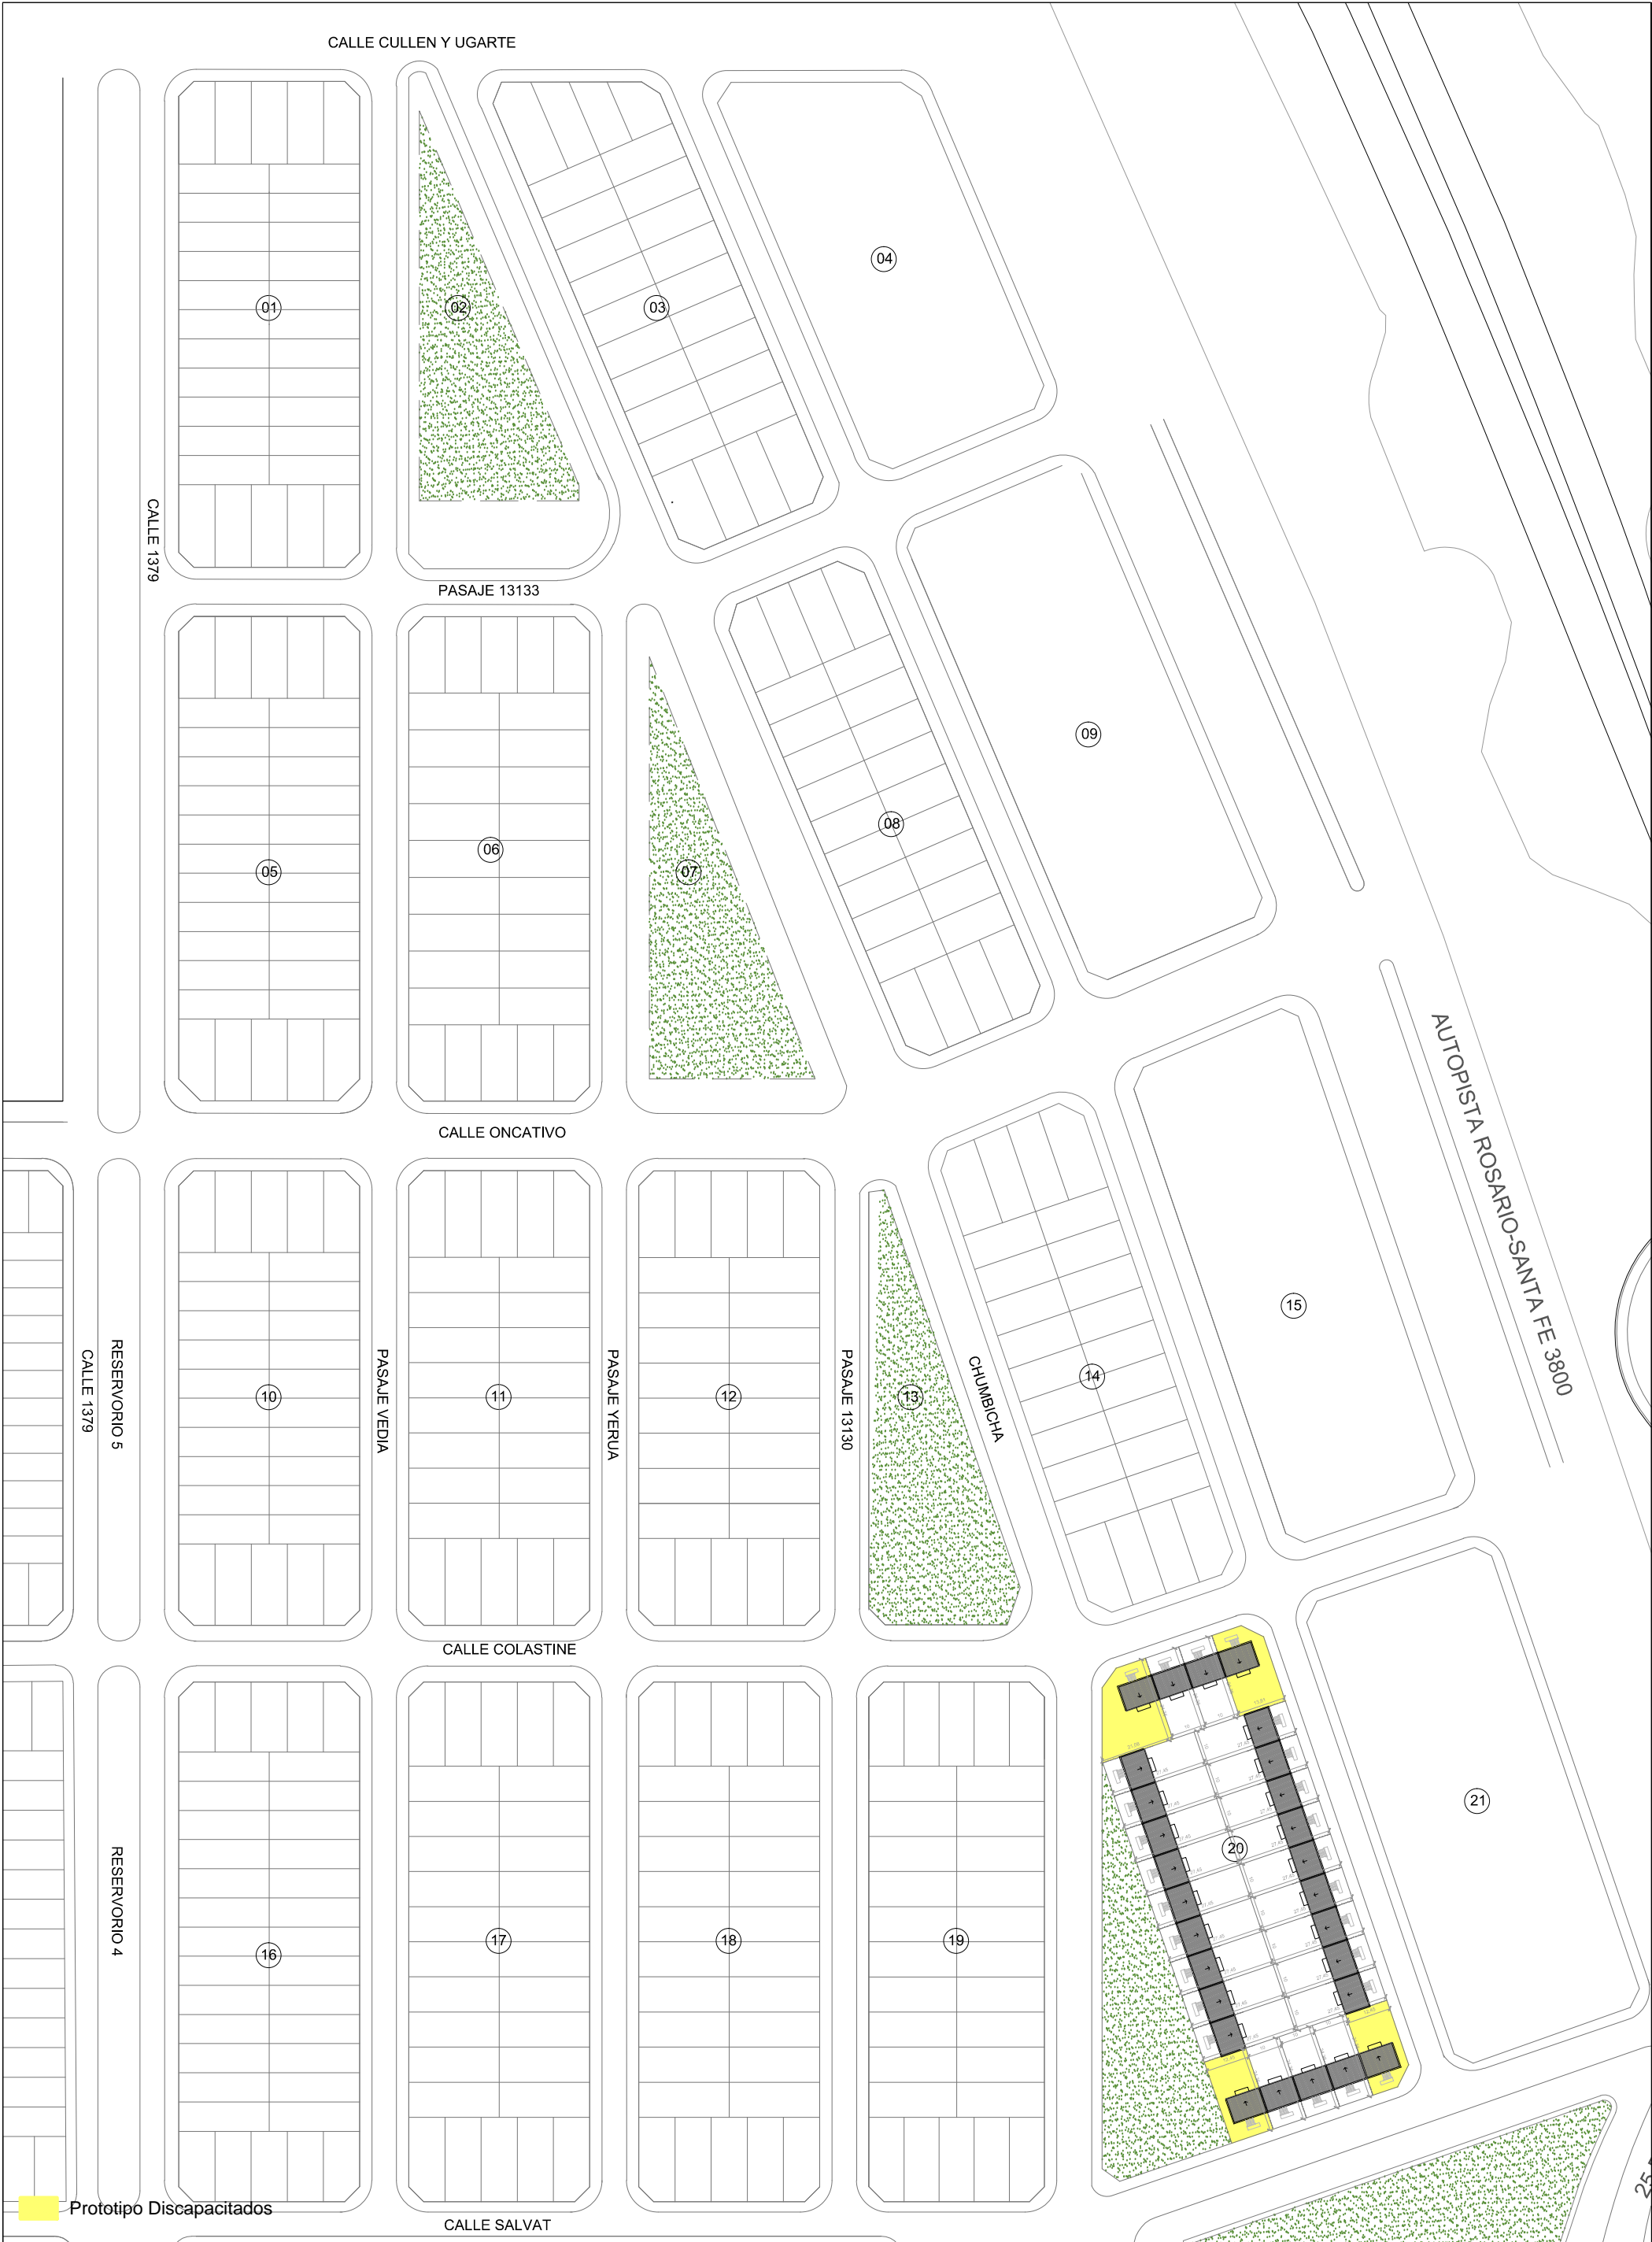 CALLE CULLEN Y UGARTE
04
01
02
03
CALLE 1379
PASAJE 13133
09
08
06
05
07
CALLE ONCATIVO
AUTOPISTA ROSARIO-SANTA FE 3800
15
14
CALLE 1379
RESERVORIO 5
10
PASAJE VEDIA
11
PASAJE YERUA
12
PASAJE 13130
13
CHUMBICHA
CALLE COLASTINE
21
20
RESERVORIO 4
16
17
18
19
Prototipo Discapacitados
CALLE SALVAT